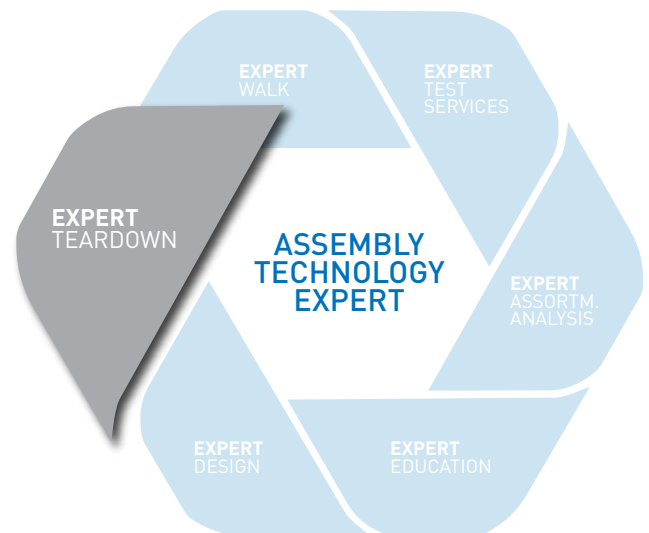 EXPERT
WALK
EXPERT
TEST
SERVICES
EXPERT
TEARDOWN
ASSEMBLY
TECHNOLOGY
EXPERT
EXPERT
ASSORTM.
ANALYSIS
EXPERT
DESIGN
EXPERT
EDUCATION